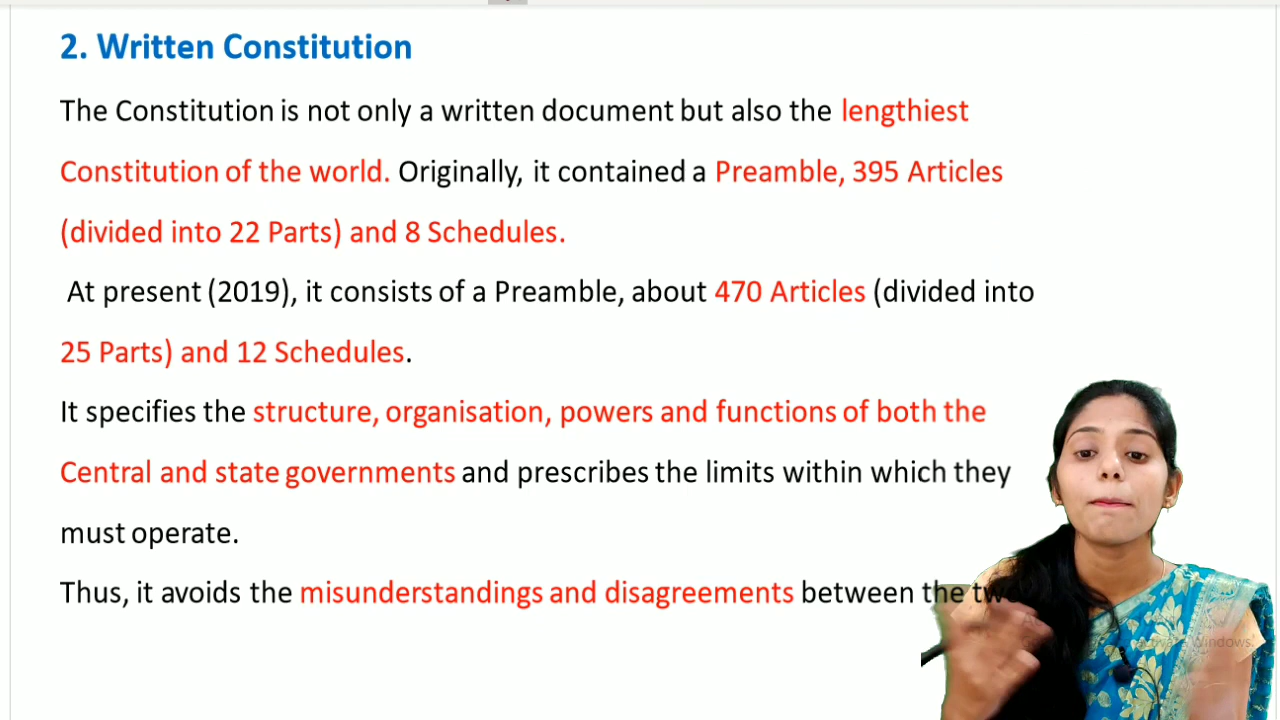 2. Written Constitution
The Constitution is not only a written document but also the lengthiest
Constitution of the world. Originally, it contained a Preamble, 395 Articles
(divided into 22 Parts) and 8 Schedules.
At present (2019), it consists of a Preamble, about 470 Articles (divided into
25 Parts) and 12 Schedules.
It specifies the structure, organisation, powers and functions of both the
Central and state governments and prescribes the limits within which they
must operate.
Thus, it avoids the misunderstandings and disagreements between the two
Windows.